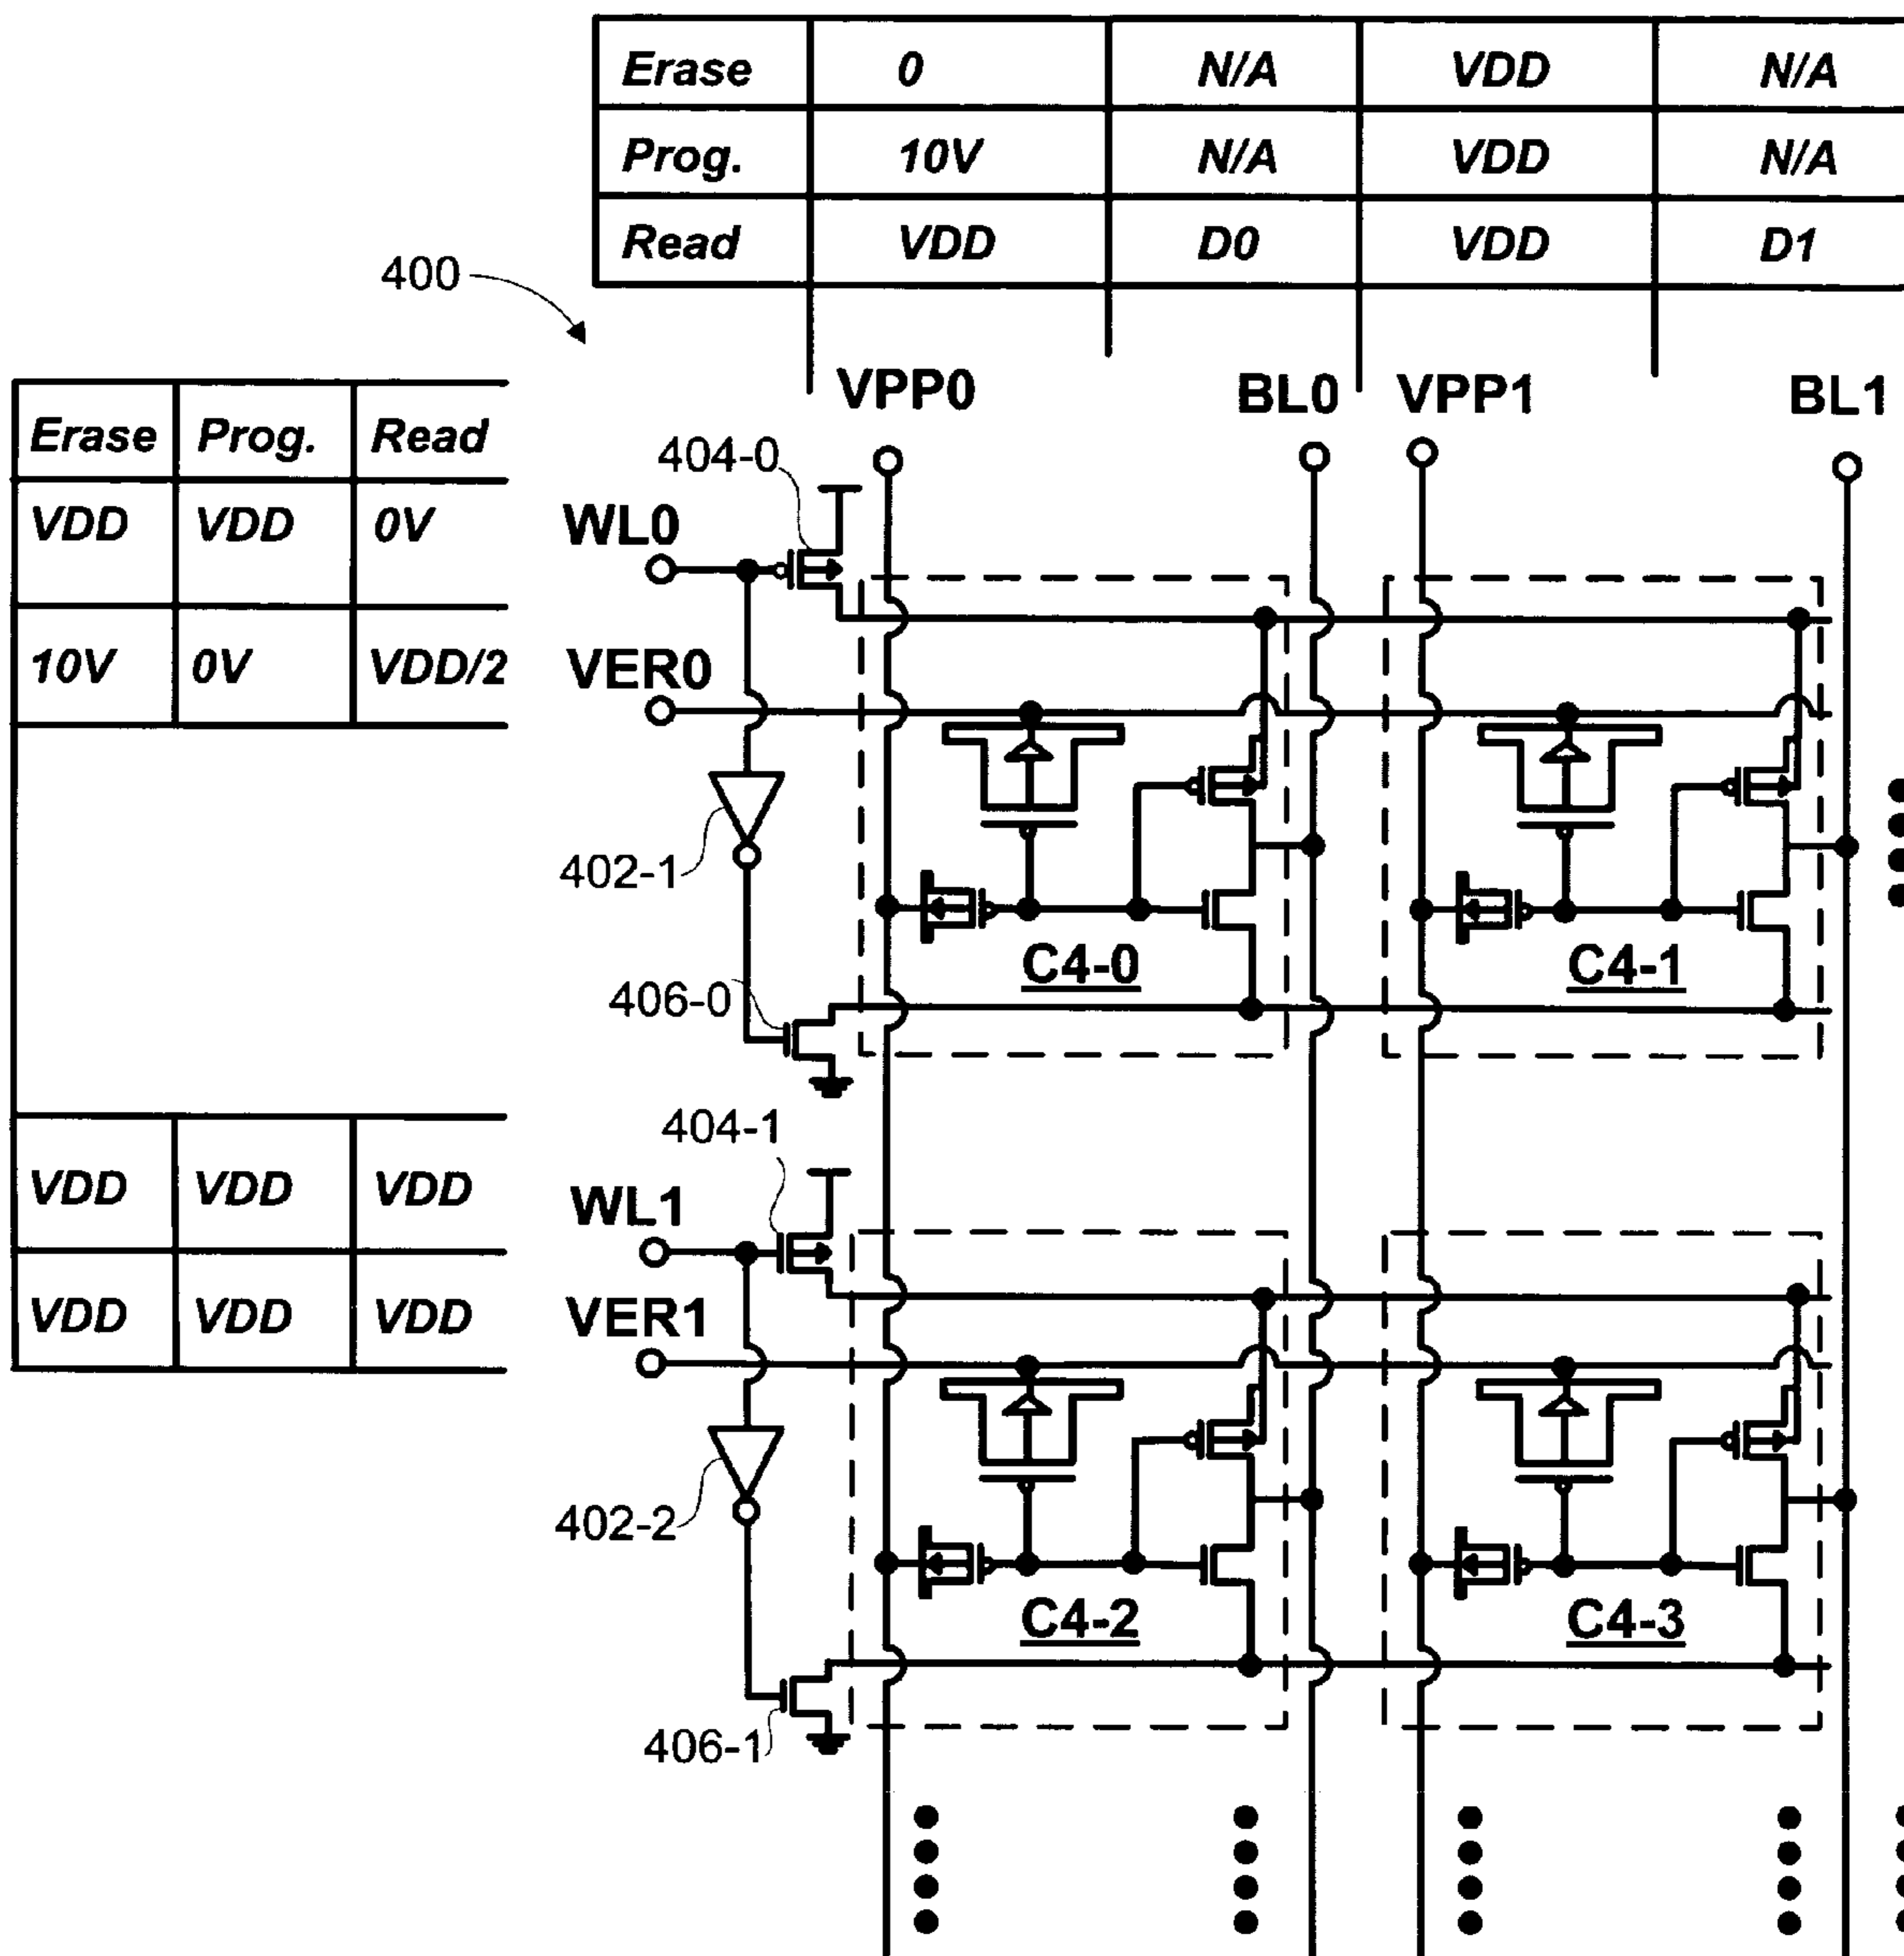 Erase 0 N/A VDD N/A
Prog. 10V N/A VDD N/A
Read VDD D0 VDD D1
400
VPP0 BL0 VPP1 BL1
Erase Prog. Read
VDD VDD 0V
10V 0V VDD/2
404-0
WL0
VER0
402-1
C4-0 C4-1
406-0
404-1
VDD VDD VDD
WL1
VDD VDD VDD
VER1
402-2
C4-2 C4-3
406-1